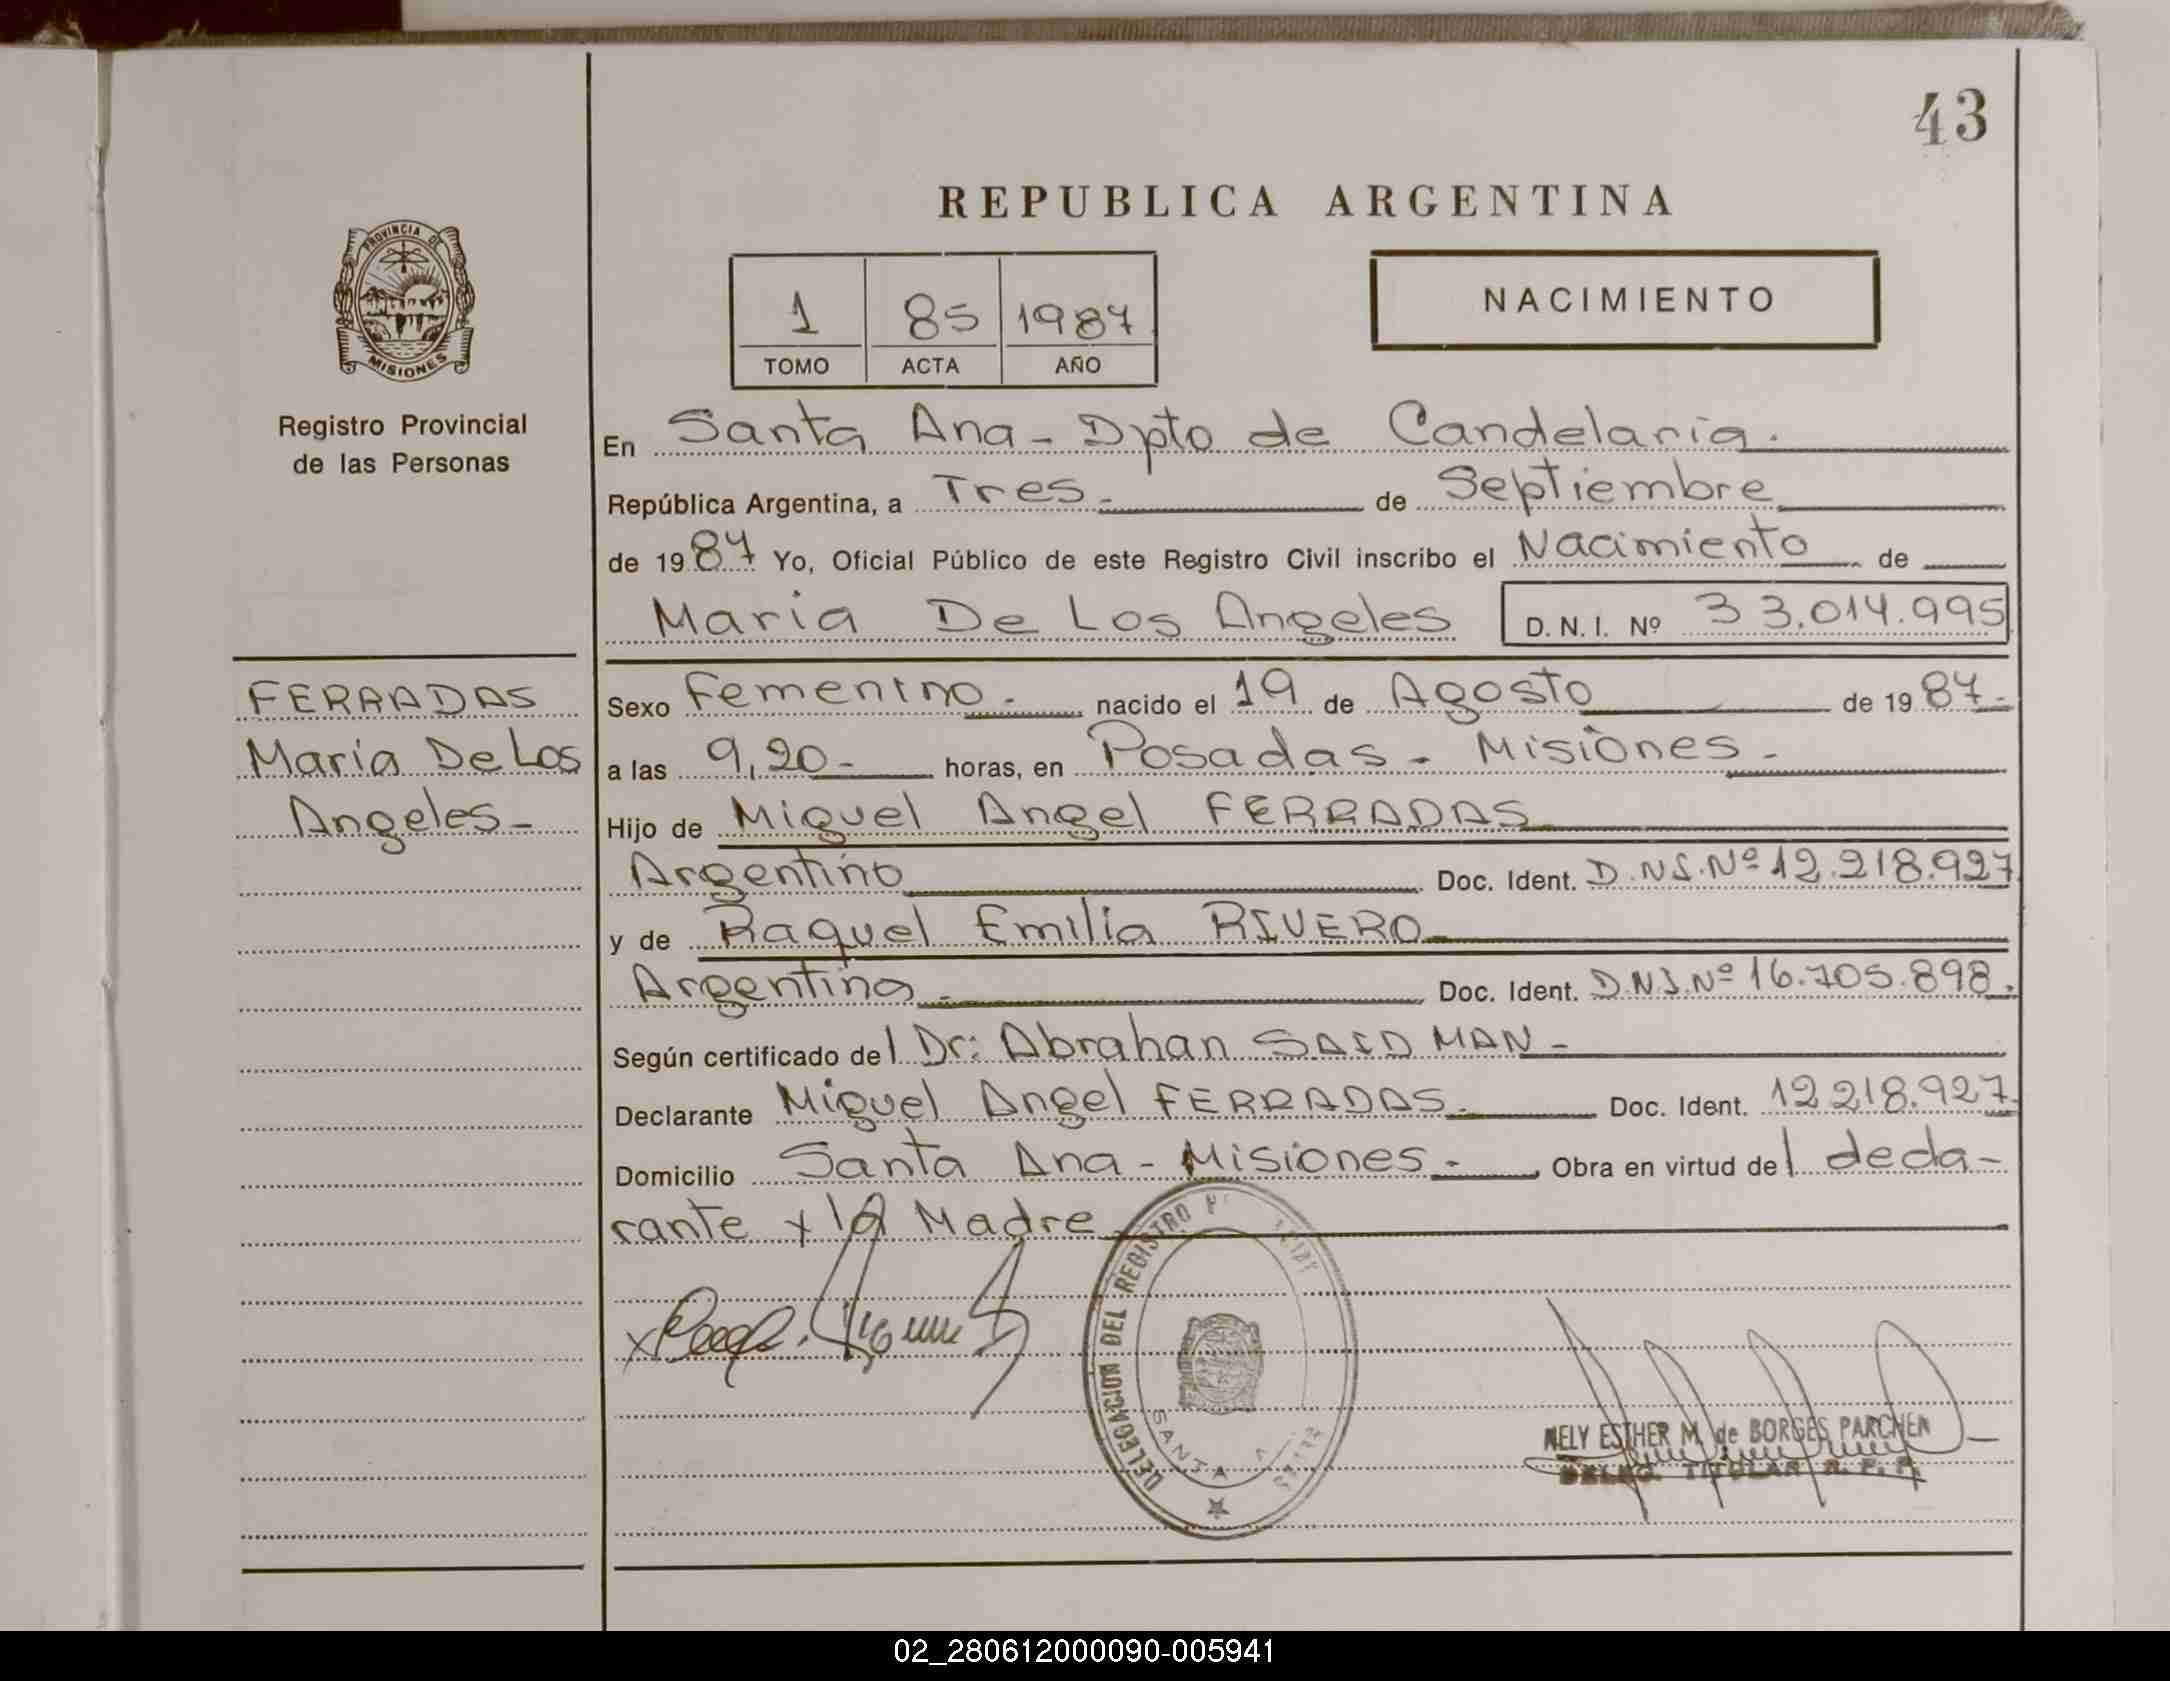 43
REPUBLICA ARGENTINA
PROVINCIA DE
MISIONES
Registro Provincial
de las Personas
1 85 1987
TOMO ACTA AÑO
NACIMIENTO
En Santa Ana - Dpto de Candelaria.
República Argentina, a Tres - de Septiembre
de 1987 Yo, Oficial Público de este Registro Civil inscribo el Nacimiento de
Maria De Los Angeles D. N. I. Nº 33.014.995
FERRADAS
Maria De Los
Angeles -
Sexo Femenino - nacido el 19 de Agosto de 1987-
a las 9,20- horas, en Posadas - Misiones -
Hijo de Miguel Angel FERRADAS
Argentino Doc. Ident. D.N.I. Nº 12.218.927
y de Raquel Emilia RIVERO
Argentina - Doc. Ident. D.N.I. Nº 16.705.898.
Según certificado del Dr: Abrahan SAIDMAN -
Declarante Miguel Angel FERRADAS. Doc. Ident. 12.218.927.
Domicilio Santa Ana - Misiones - Obra en virtud del decla-
rante y la Madre
DELEGACION DEL REGISTRO
SANTA
NELY ESTHER M. de BORGES PARCHEN
DELEG. TITULAR R. P. P.
02_280612000090-005941